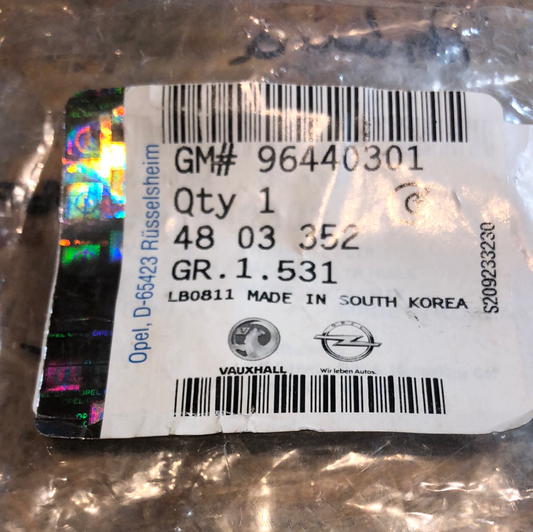 GM# 96440301
Qty 1
48 03 352
GR.1.531
LB0811 MADE IN SOUTH KOREA
VAUXHALL
OPEL
Wir leben Autos.
Opel, D-65423 Rüsselsheim
S209233230